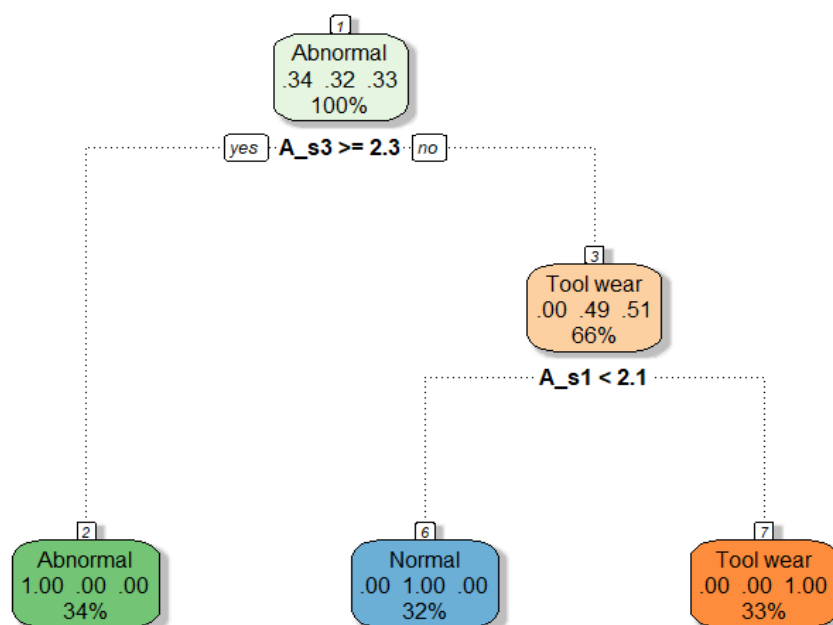 1
Abnormal
.34 .32 .33
100%
yes A_s3 >= 2.3 no
3
Tool wear
.00 .49 .51
66%
A_s1 < 2.1
2
Abnormal
1.00 .00 .00
34%
6
Normal
.00 1.00 .00
32%
7
Tool wear
.00 .00 1.00
33%